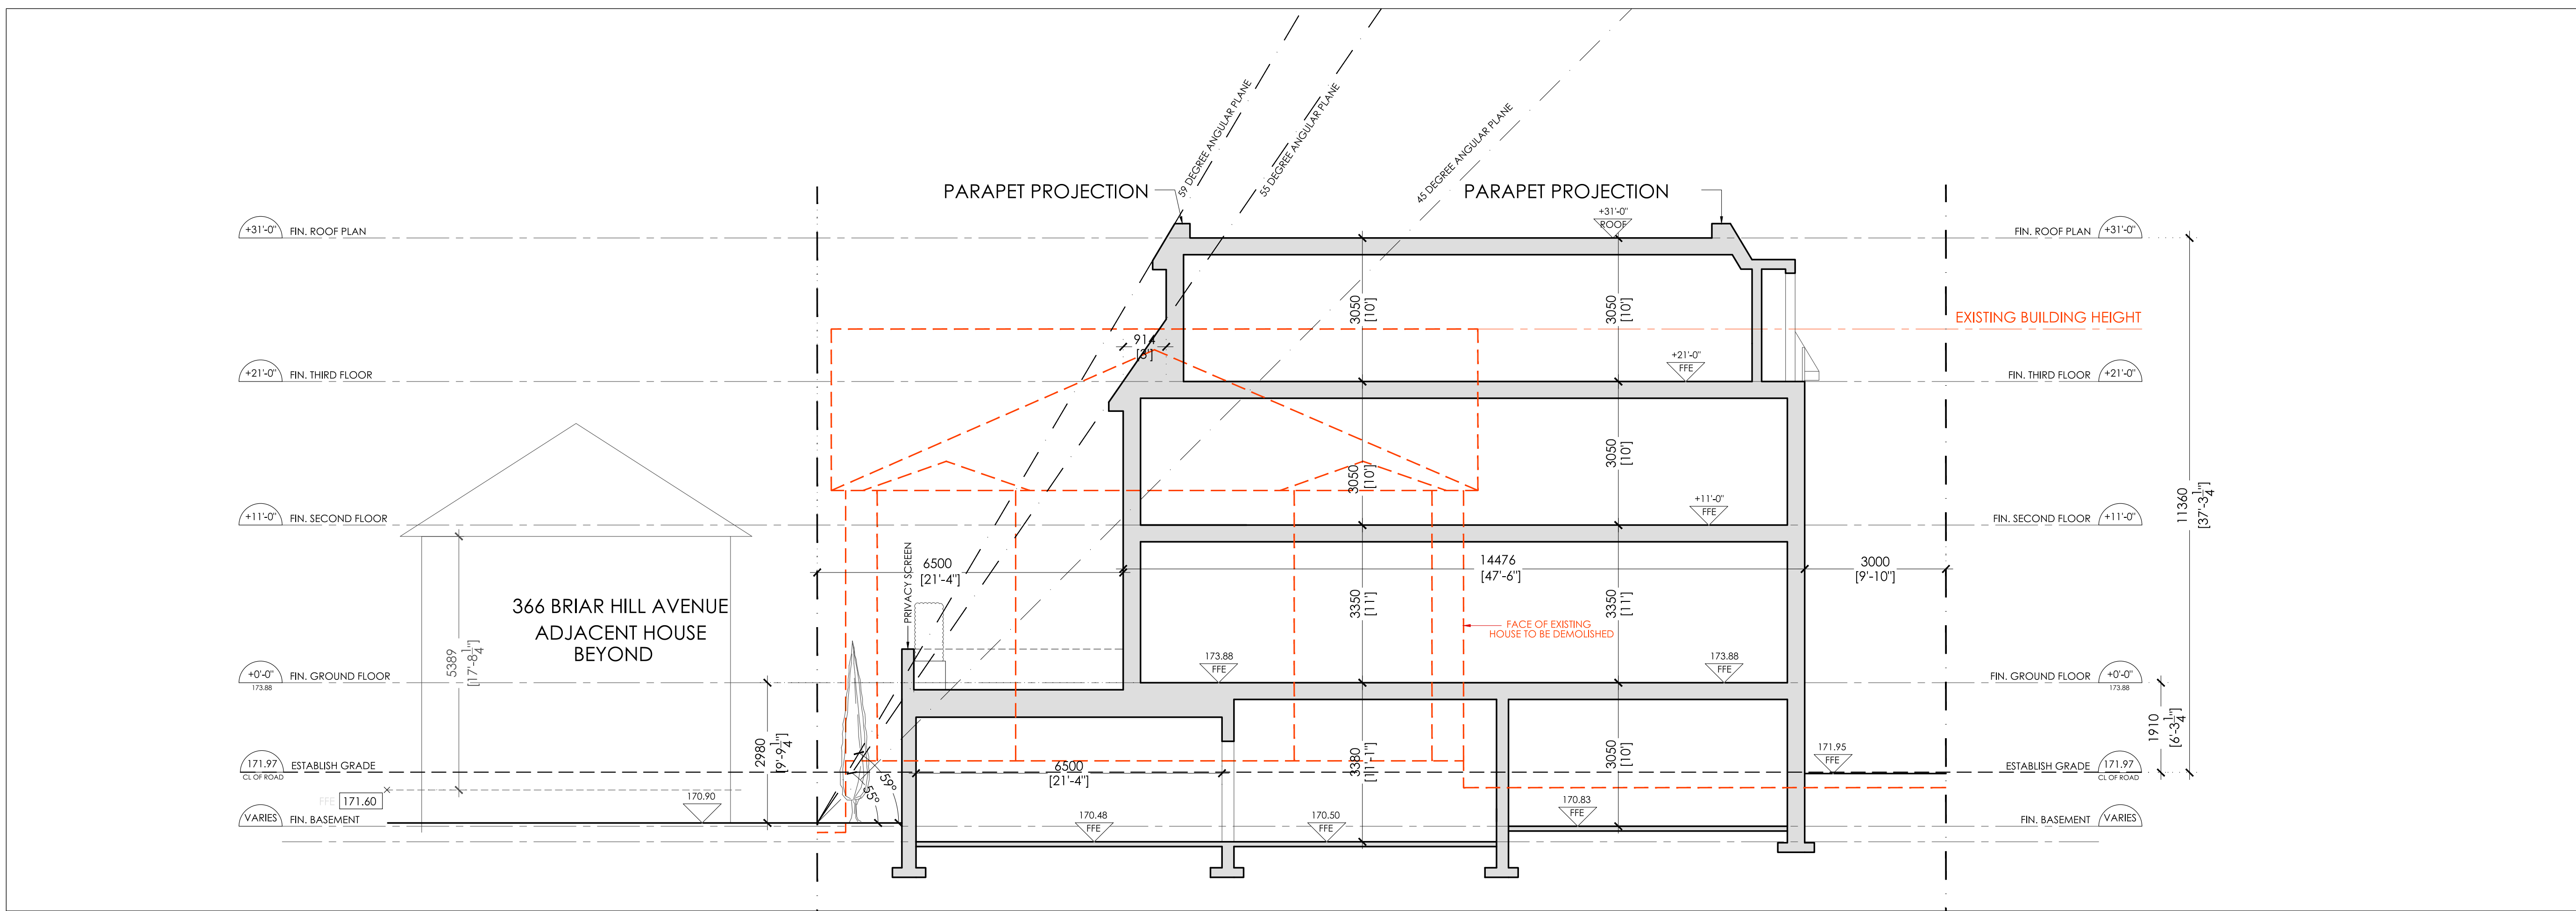 59 DEGREE ANGULAR PLANE
55 DEGREE ANGULAR PLANE
45 DEGREE ANGULAR PLANE
PARAPET PROJECTION
PARAPET PROJECTION
+31'-0"
ROOF
+31'-0" FIN. ROOF PLAN
FIN. ROOF PLAN +31'-0"
3050
[10']
3050
[10']
EXISTING BUILDING HEIGHT
914
[3']
+21'-0"
FFE
+21'-0" FIN. THIRD FLOOR
FIN. THIRD FLOOR +21'-0"
3050
[10']
3050
[10']
+11'-0"
FFE
+11'-0" FIN. SECOND FLOOR
FIN. SECOND FLOOR +11'-0"
11360
[37'-3 1/4"]
PRIVACY SCREEN
6500
[21'-4"]
14476
[47'-6"]
3000
[9'-10"]
366 BRIAR HILL AVENUE
ADJACENT HOUSE
BEYOND
5389
[17'-8 1/4"]
3350
[11']
3350
[11']
FACE OF EXISTING
HOUSE TO BE DEMOLISHED
173.88
FFE
173.88
FFE
+0'-0" FIN. GROUND FLOOR
173.88
FIN. GROUND FLOOR +0'-0"
173.88
2980
[9'-9 1/4"]
1910
[6'-3 1/4"]
171.95
FFE
171.97 ESTABLISH GRADE
CL OF ROAD
ESTABLISH GRADE 171.97
CL OF ROAD
6500
[21'-4"]
3380
[11'-1"]
3050
[10']
59°
55°
FFE 171.60
170.90
170.83
FFE
170.48
FFE
170.50
FFE
VARIES FIN. BASEMENT
FIN. BASEMENT VARIES